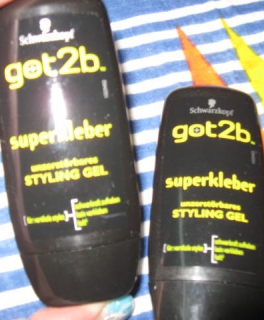 Schwarzkopf
got2b.
superkleber
unzerstörbares
STYLING GEL
Schwarzkopf
got2b.
superkleber
unzerstörbares
STYLING GEL